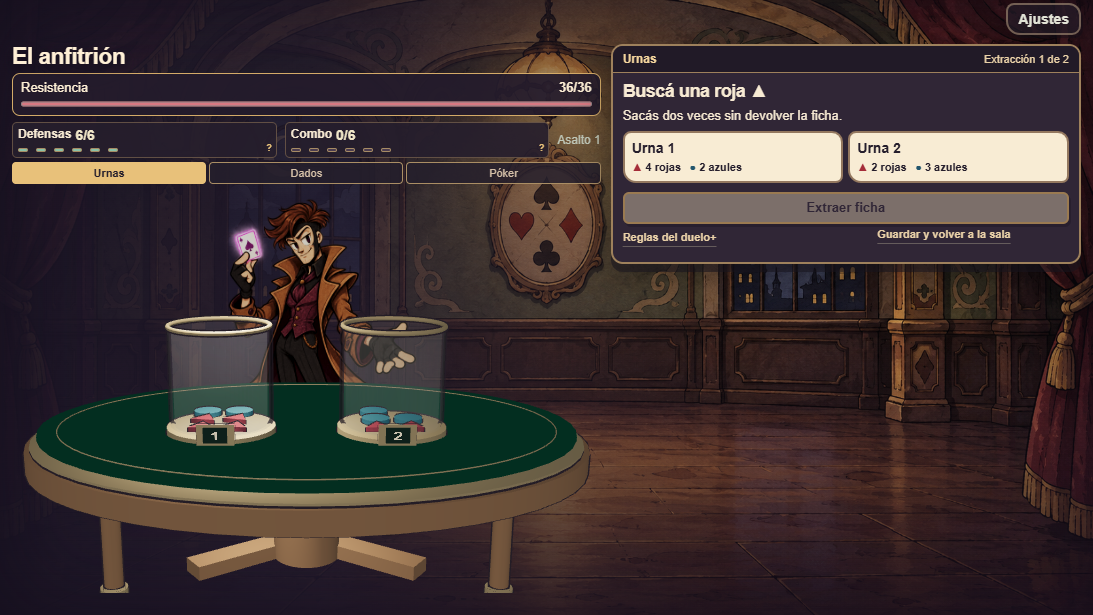 Ajustes
El anfitrión
Resistencia 36/36
Defensas 6/6 ?
Combo 0/6 ?
Asalto 1
Urnas Dados Póker
Urnas Extracción 1 de 2
Buscá una roja ▲
Sacás dos veces sin devolver la ficha.
Urna 1
▲ 4 rojas ● 2 azules
Urna 2
▲ 2 rojas ● 3 azules
Extraer ficha
Reglas del duelo+
Guardar y volver a la sala
1
2